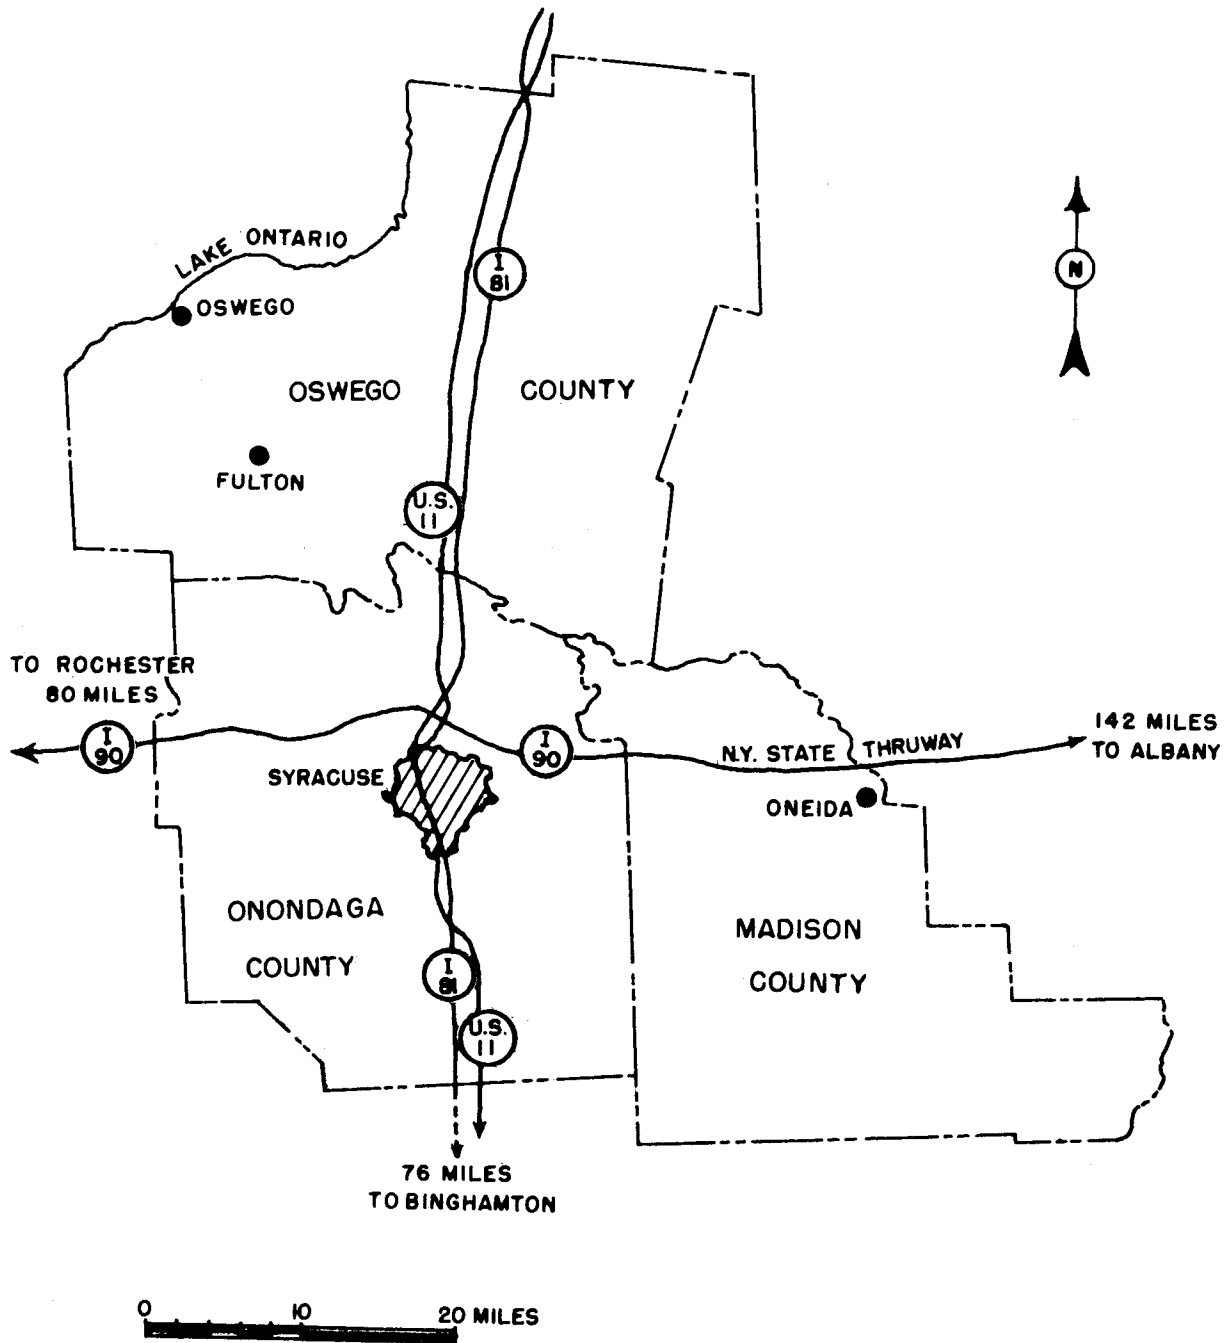 LAKE ONTARIO
I
81
N
OSWEGO
OSWEGO COUNTY
FULTON
U.S.
11
TO ROCHESTER
80 MILES
I
90
I
90
N.Y. STATE THRUWAY
142 MILES
TO ALBANY
SYRACUSE
ONEIDA
ONONDAGA
COUNTY
MADISON
COUNTY
I
81
U.S.
11
76 MILES
TO BINGHAMTON
0 10 20 MILES